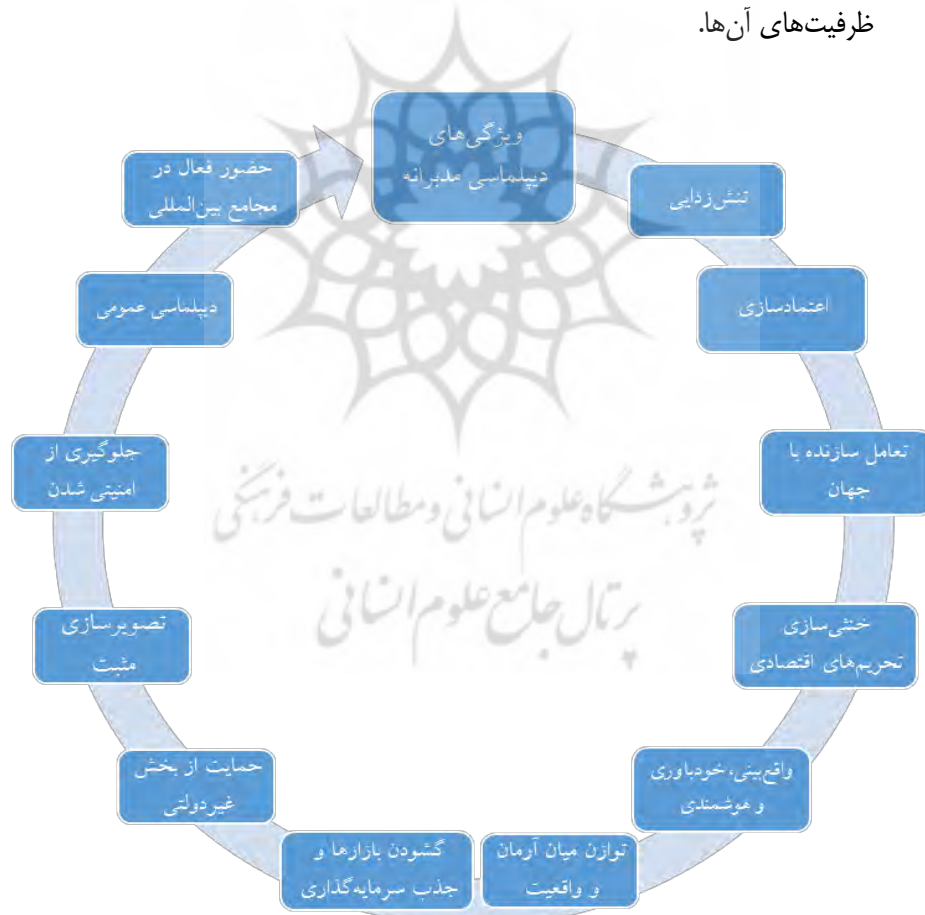 ظرفیت‌های آن‌ها.
ویژگی‌های
دیپلماسی مدبرانه
تنش‌زدایی
اعتمادسازی
تعامل سازنده با
جهان
خنثی‌سازی
تحریم‌های اقتصادی
واقع‌بینی، خودباوری
و هوشمندی
توازن میان آرمان
و واقعیت
گشودن بازارها و
جذب سرمایه‌گذاری
حمایت از بخش
غیردولتی
تصویرسازی
مثبت
جلوگیری از
امنیتی شدن
دیپلماسی عمومی
حضور فعال در
مجامع بین‌المللی
پژوهشگاه علوم انسانی و مطالعات فرهنگی
پرتال جامع علوم انسانی